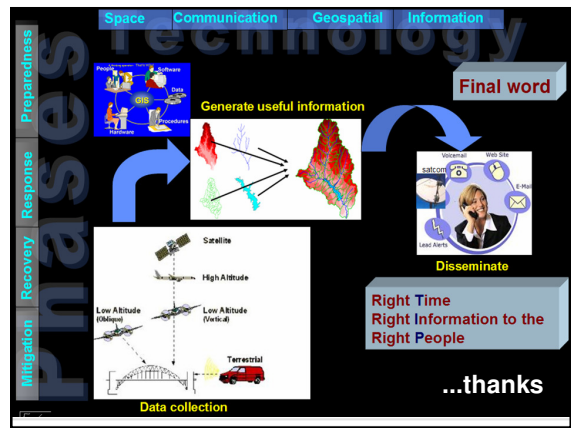 Space
Communication
Geospatial
Information
Technology
Phases
Preparedness
Response
Recovery
Mitigation
Final word
People
Software
GIS
Data
Hardware
Procedures
Generate useful information
Voicemail
Web Site
satcom
E-Mail
Lead Alerts
Disseminate
Satellite
High Altitude
Low Altitude
(Oblique)
Low Altitude
(Vertical)
Terrestrial
Data collection
Right Time
Right Information to the
Right People
...thanks